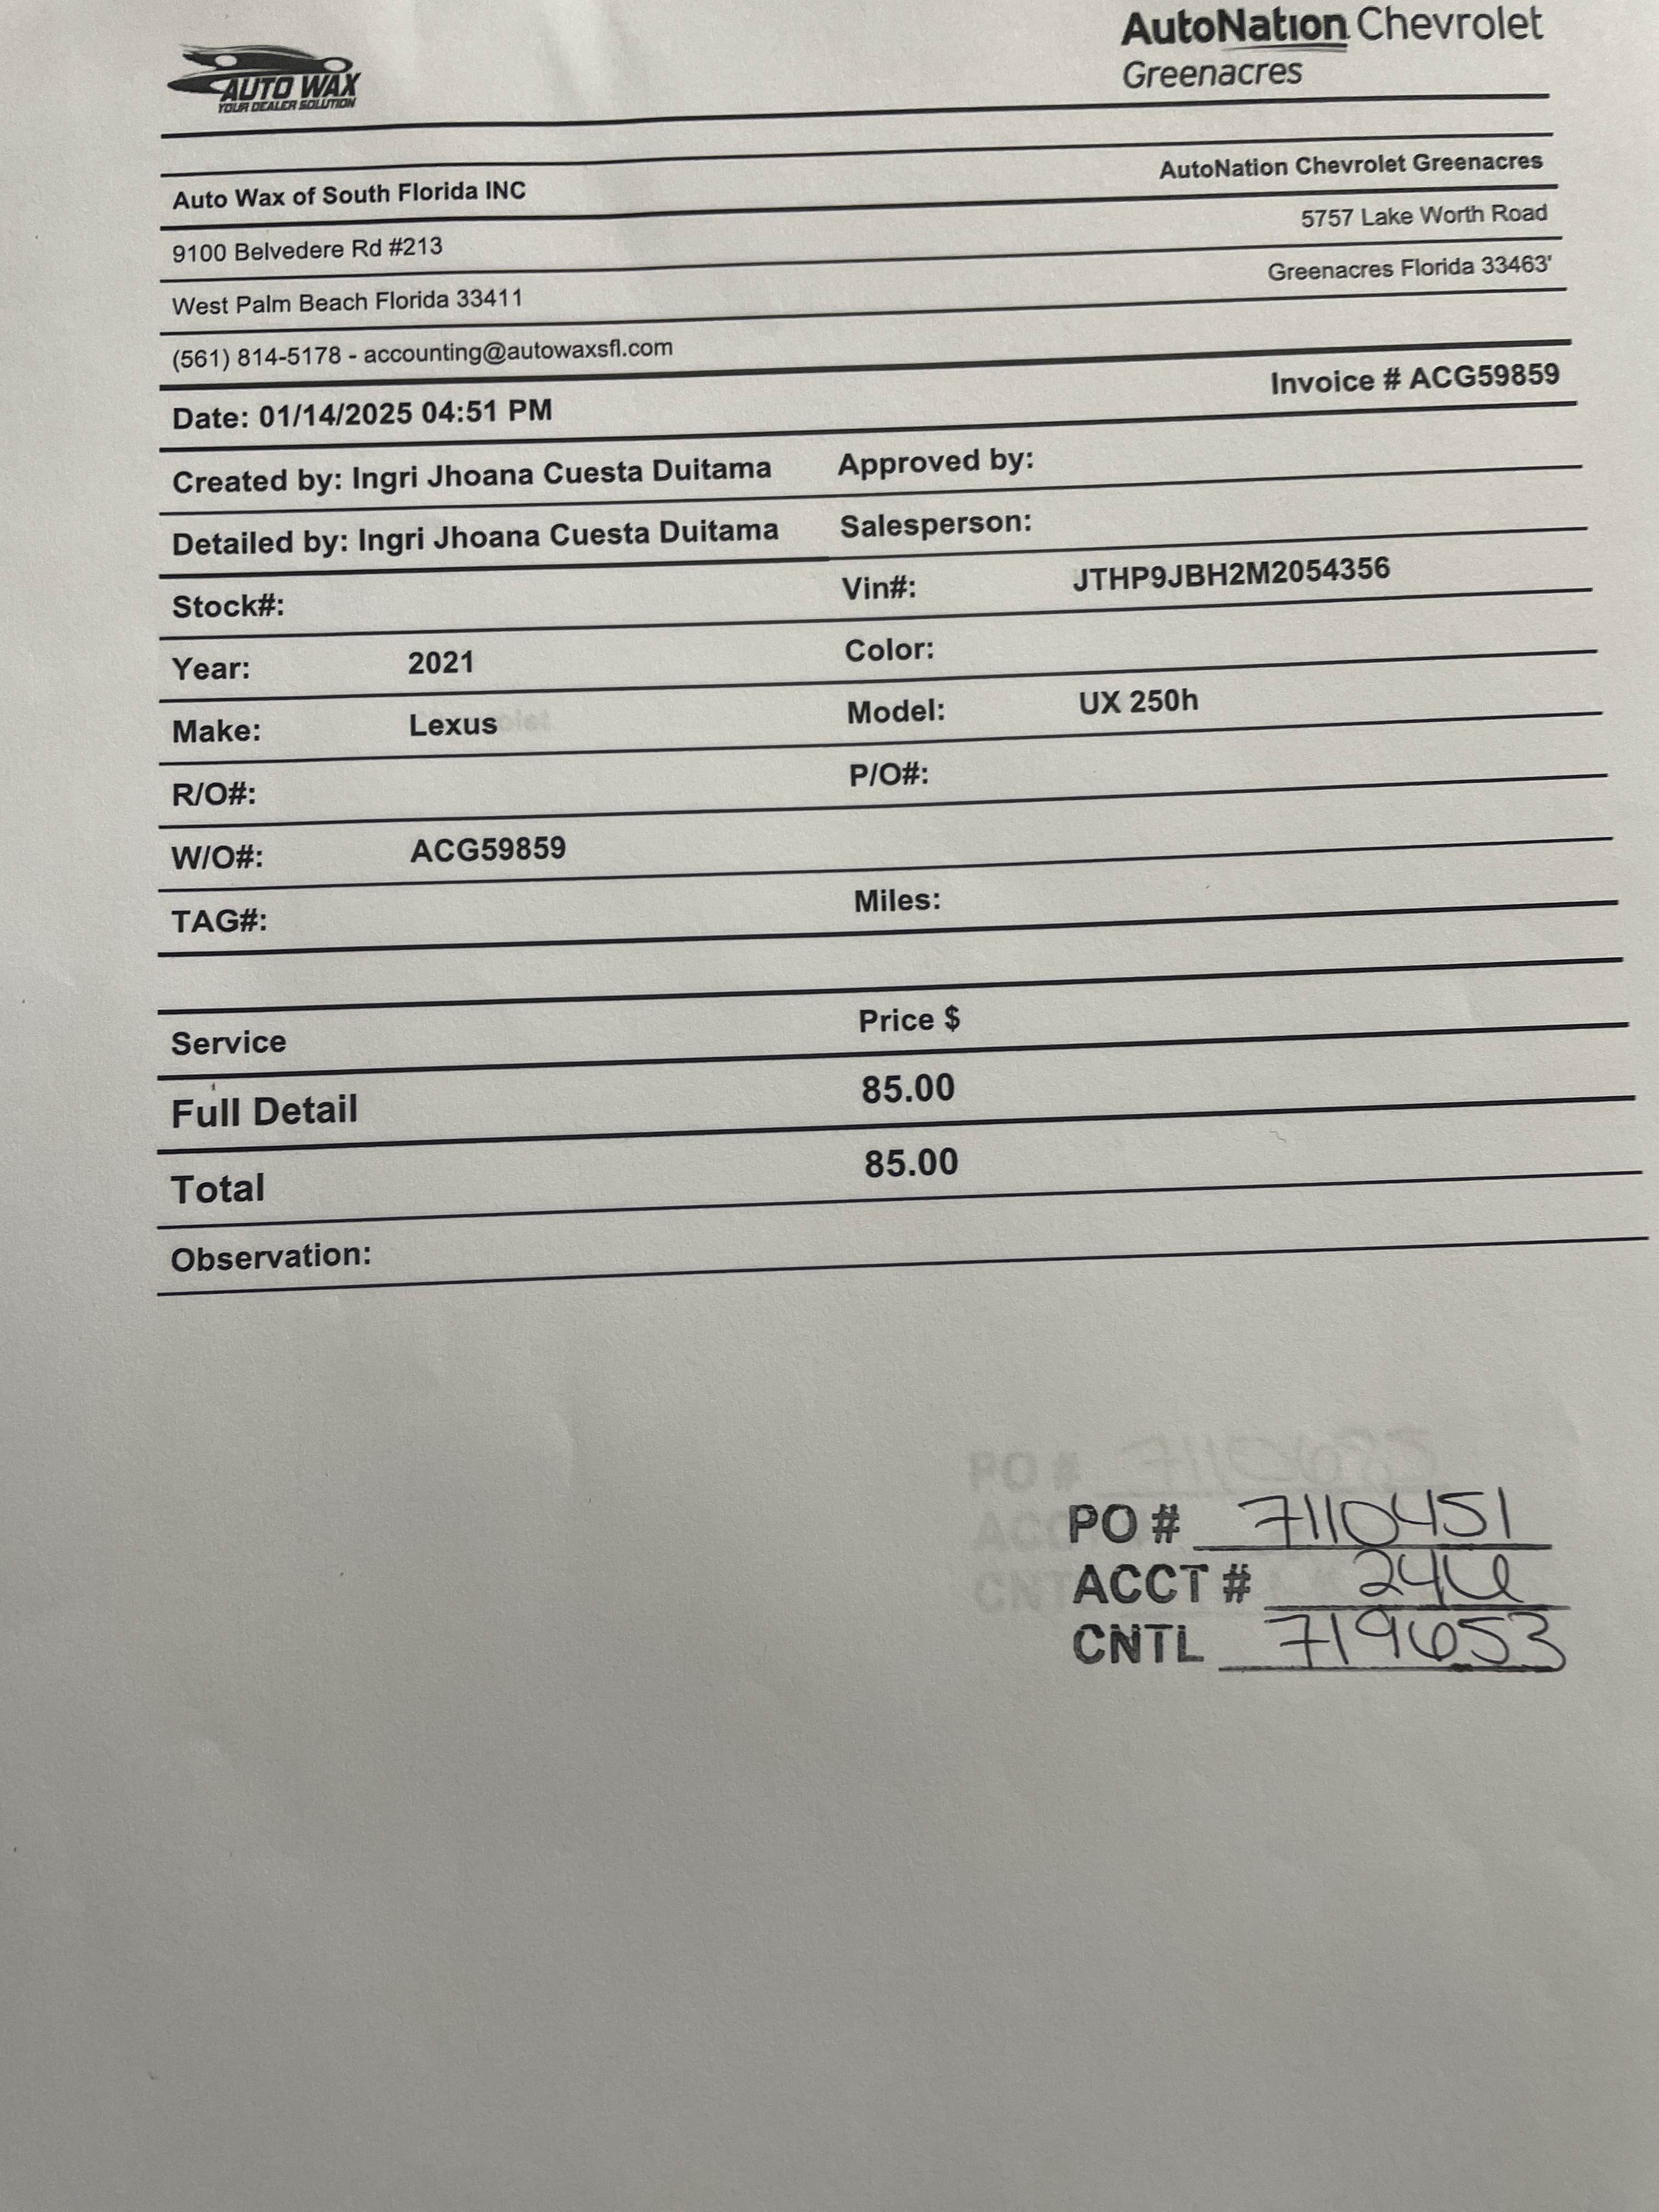 AUTO WAX
YOUR DEALER SOLUTION
AutoNation Chevrolet
Greenacres
Auto Wax of South Florida INC
AutoNation Chevrolet Greenacres
9100 Belvedere Rd #213
5757 Lake Worth Road
West Palm Beach Florida 33411
Greenacres Florida 33463'
(561) 814-5178 - accounting@autowaxsfl.com
Date: 01/14/2025 04:51 PM
Invoice # ACG59859
Created by: Ingri Jhoana Cuesta Duitama Approved by:
Detailed by: Ingri Jhoana Cuesta Duitama Salesperson:
Stock#: Vin#: JTHP9JBH2M2054356
Year: 2021 Color:
Make: Lexus Model: UX 250h
R/O#: P/O#:
W/O#: ACG59859
TAG#: Miles:
Service Price $
Full Detail 85.00
Total 85.00
Observation:
PO #
PO # 7110451
ACCT # 246
CNTL 719653